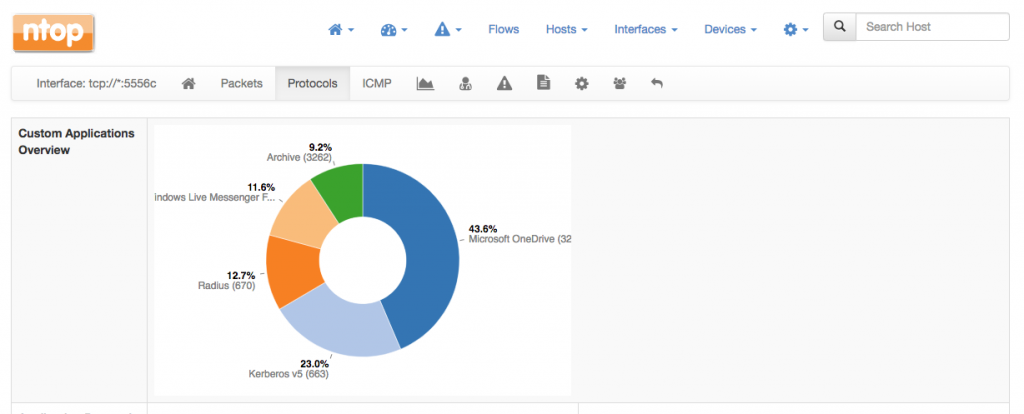 ntop
Flows
Hosts
Interfaces
Devices
Search Host
Interface: tcp://*:5556c
Packets
Protocols
ICMP
Custom Applications
Overview
9.2%
Archive (3262)
11.6%
indows Live Messenger F...
43.6%
Microsoft OneDrive (32
12.7%
Radius (670)
23.0%
Kerberos v5 (663)